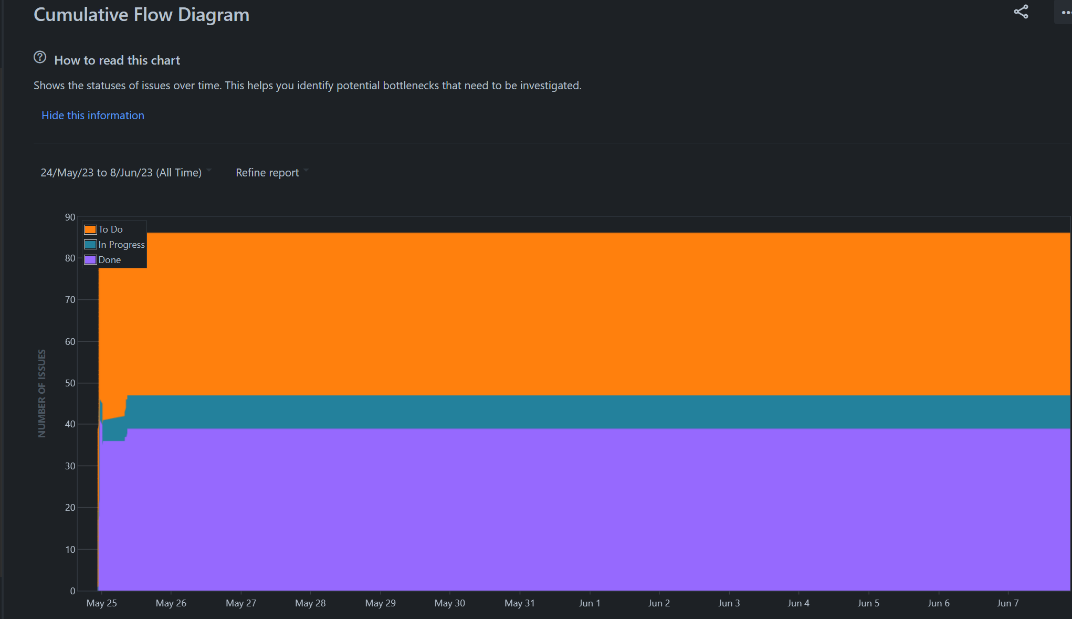 Cumulative Flow Diagram
How to read this chart
Shows the statuses of issues over time. This helps you identify potential bottlenecks that need to be investigated.
Hide this information
24/May/23 to 8/Jun/23 (All Time)
Refine report
90
80
70
60
50
40
30
20
10
0
NUMBER OF ISSUES
To Do
In Progress
Done
May 25 May 26 May 27 May 28 May 29 May 30 May 31 Jun 1 Jun 2 Jun 3 Jun 4 Jun 5 Jun 6 Jun 7